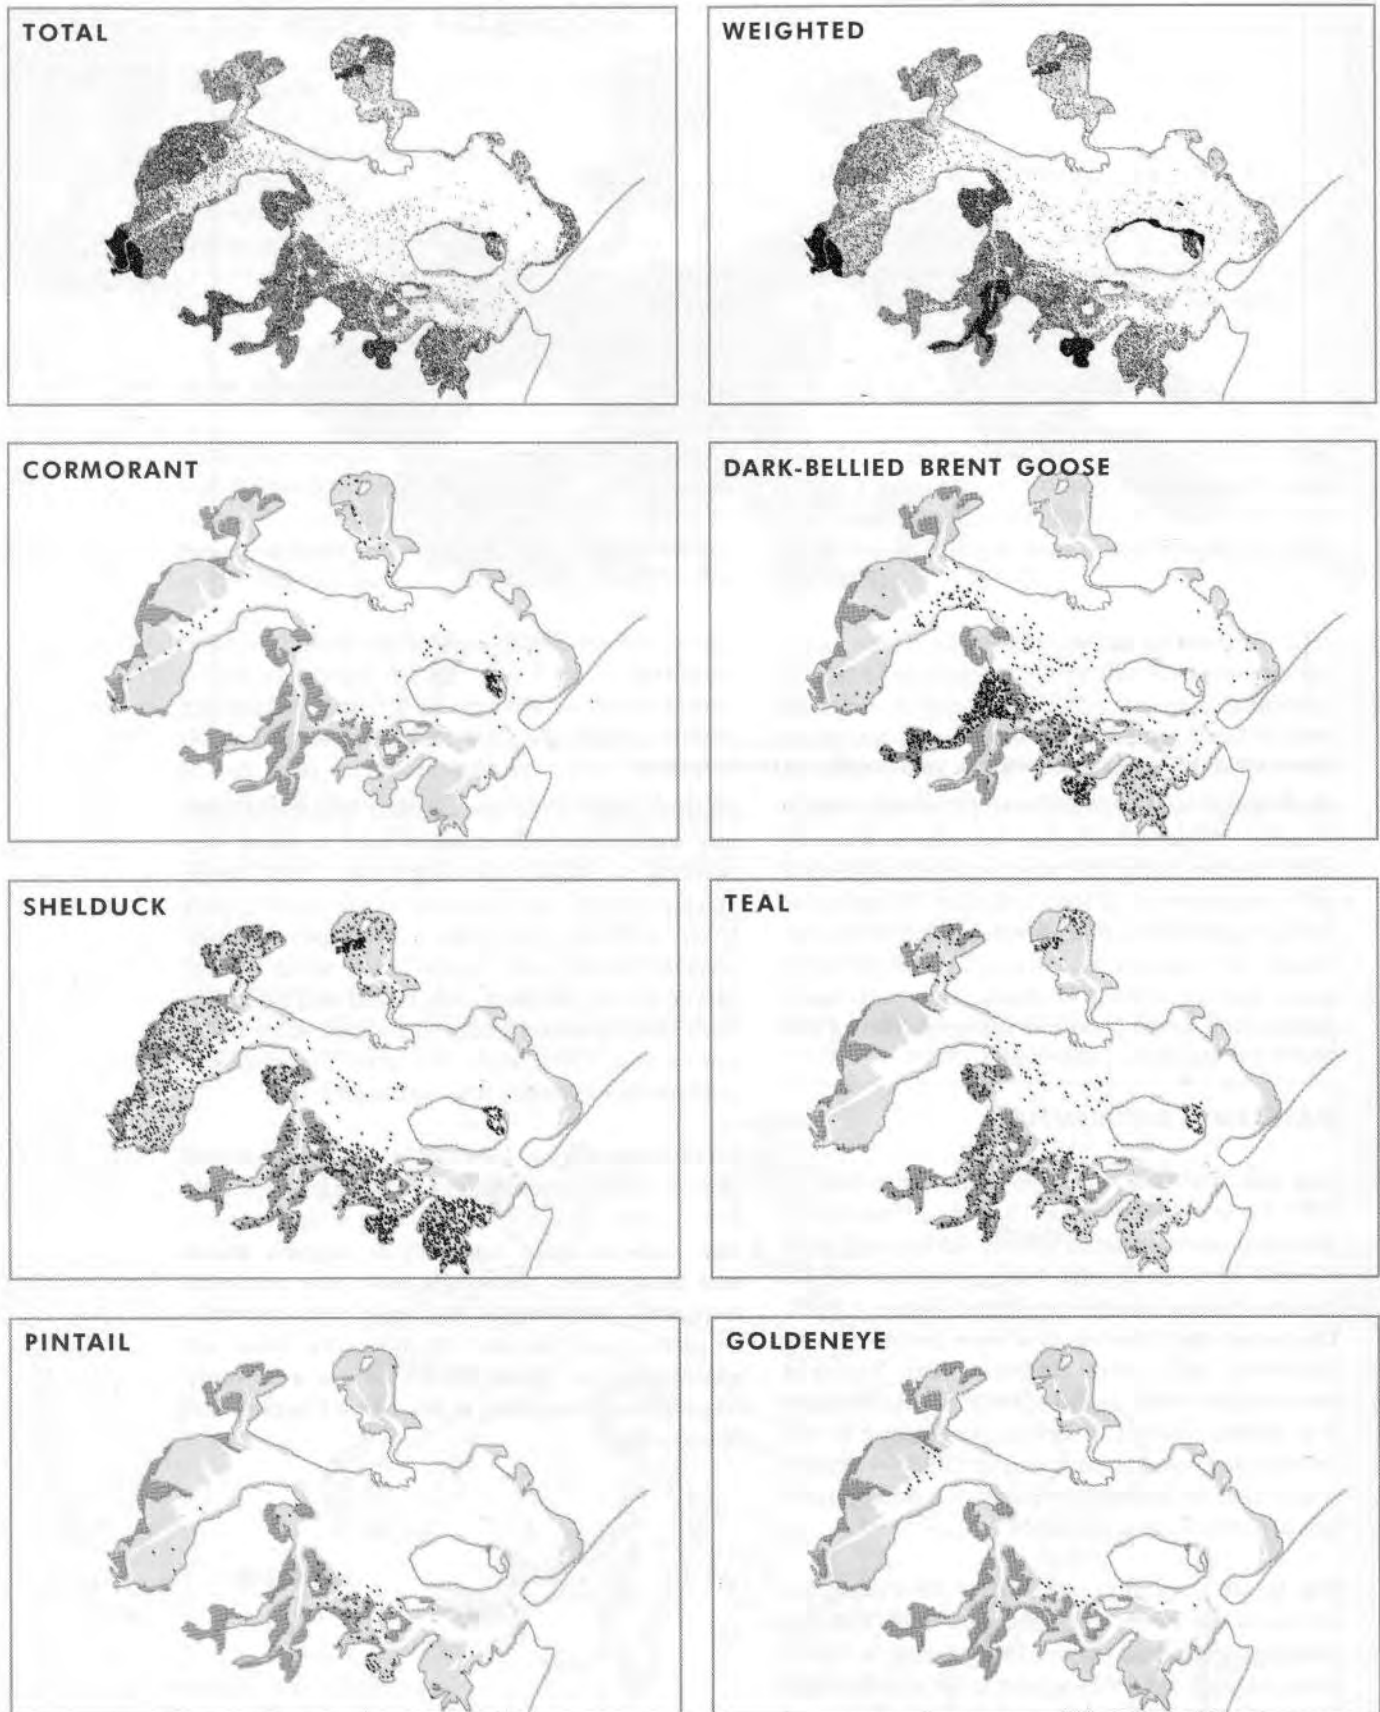 TOTAL
WEIGHTED
CORMORANT
DARK-BELLIED BRENT GOOSE
SHELDUCK
TEAL
PINTAIL
GOLDENEYE